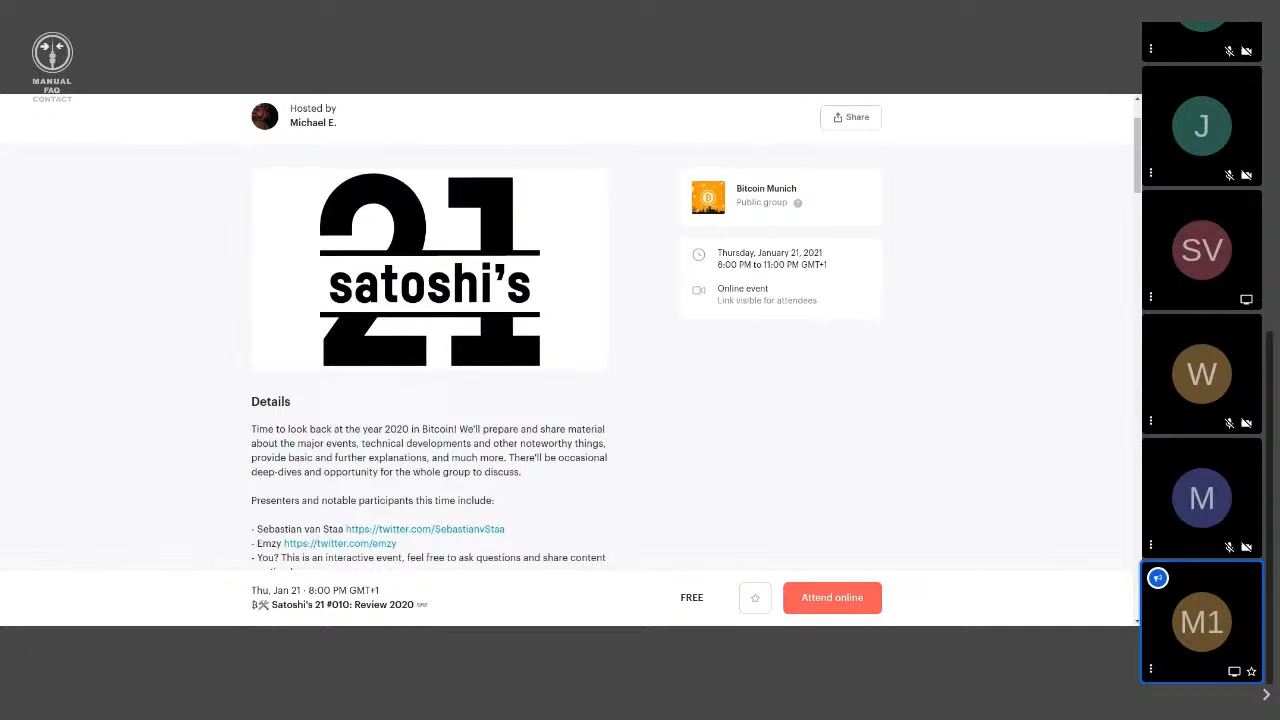 MANUAL
FAQ
CONTACT
Hosted by
Michael E.
Share
21
satoshi's
Bitcoin Munich
Public group
?
Thursday, January 21, 2021
8:00 PM to 11:00 PM GMT+1
Online event
Link visible for attendees
Details
Time to look back at the year 2020 in Bitcoin! We'll prepare and share material
about the major events, technical developments and other noteworthy things,
provide basic and further explanations, and much more. There'll be occasional
deep-dives and opportunity for the whole group to discuss.
Presenters and notable participants this time include:
- Sebastian van Staa https://twitter.com/SebastianvStaa
- Emzy https://twitter.com/emzy
- You? This is an interactive event, feel free to ask questions and share content
Thu, Jan 21 · 8:00 PM GMT+1
₿🛠 Satoshi's 21 #010: Review 2020
FREE
Attend online
J
SV
W
M
M1